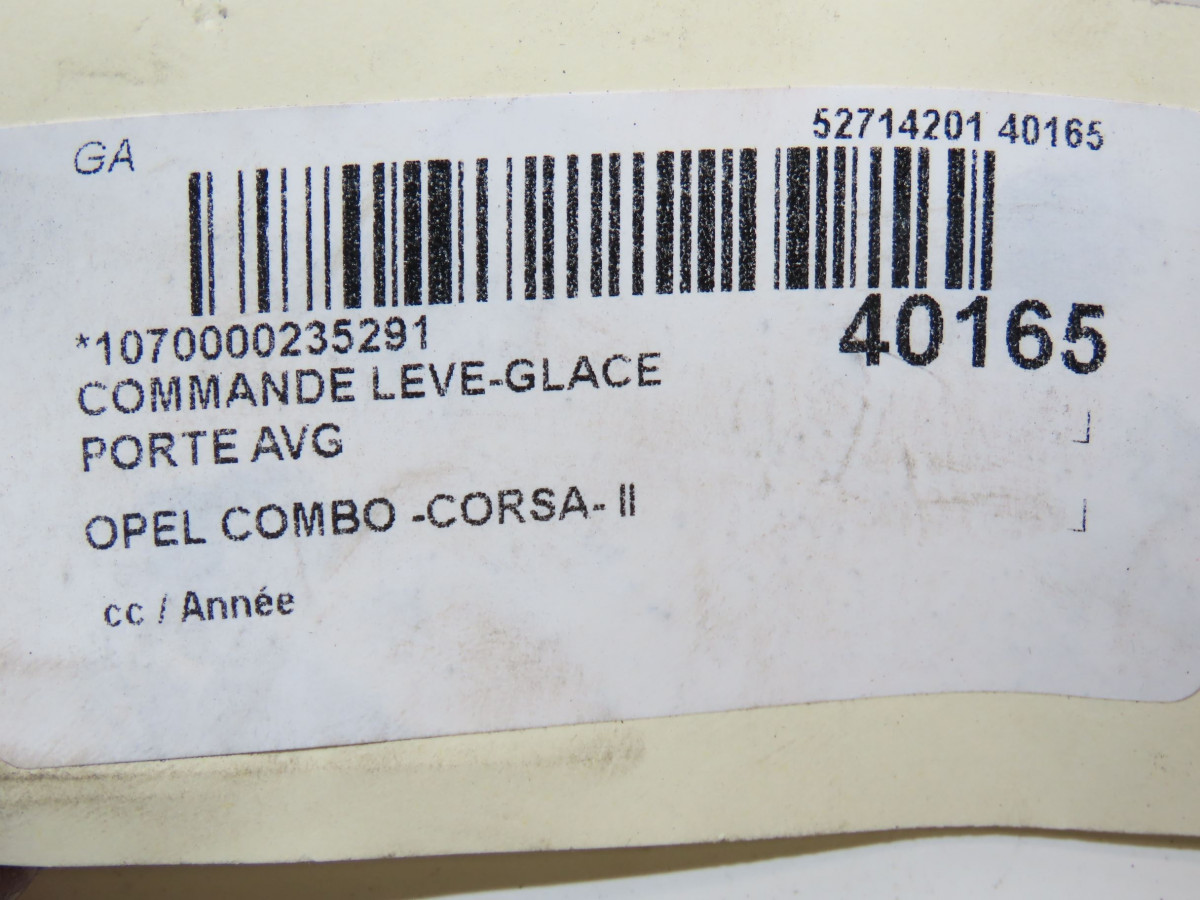 GA
52714201 40165
*1070000235291
40165
COMMANDE LEVE-GLACE
PORTE AVG
OPEL COMBO -CORSA- II
cc / Année